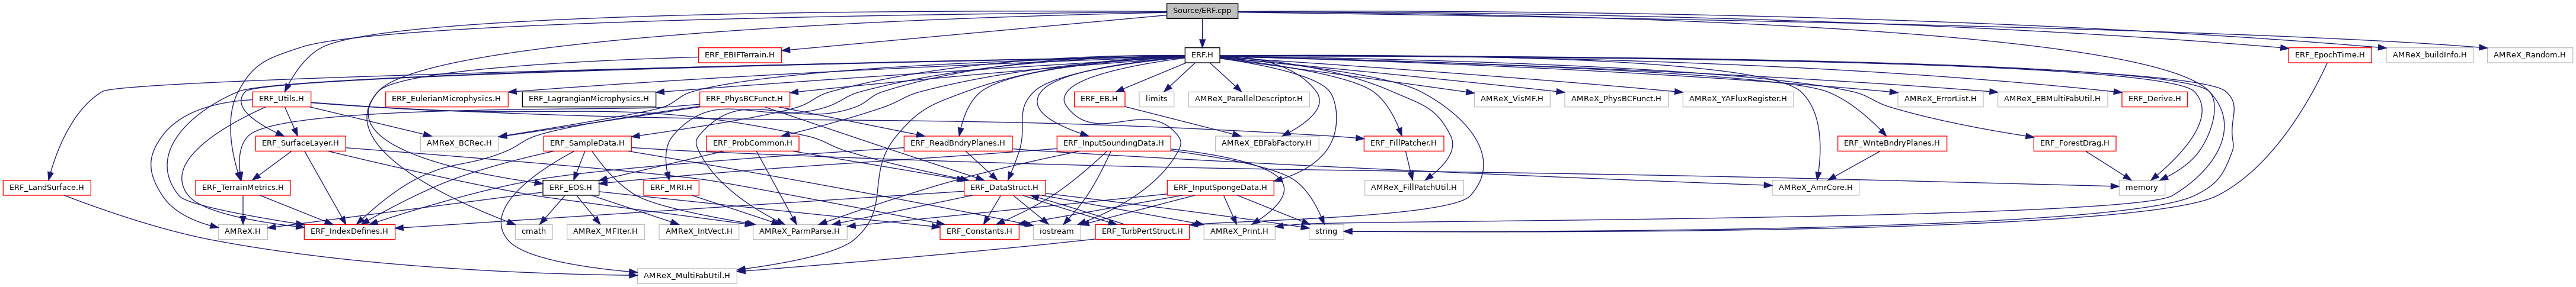 Source/ERF.cpp
ERF_EBIFTerrain.H
ERF.H
ERF_EpochTime.H
AMReX_buildInfo.H
AMReX_Random.H
ERF_Utils.H
ERF_EulerianMicrophysics.H
ERF_LagrangianMicrophysics.H
ERF_PhysBCFunct.H
ERF_EB.H
limits
AMReX_ParallelDescriptor.H
AMReX_VisMF.H
AMReX_PhysBCFunct.H
AMReX_YAFluxRegister.H
AMReX_ErrorList.H
AMReX_EBMultiFabUtil.H
ERF_Derive.H
ERF_SurfaceLayer.H
AMReX_BCRec.H
ERF_SampleData.H
ERF_ProbCommon.H
ERF_ReadBndryPlanes.H
ERF_InputSoundingData.H
AMReX_EBFabFactory.H
ERF_FillPatcher.H
ERF_WriteBndryPlanes.H
ERF_ForestDrag.H
ERF_LandSurface.H
ERF_TerrainMetrics.H
ERF_EOS.H
ERF_MRI.H
ERF_DataStruct.H
ERF_InputSpongeData.H
AMReX_FillPatchUtil.H
AMReX_AmrCore.H
memory
AMReX.H
ERF_IndexDefines.H
cmath
AMReX_MFIter.H
AMReX_IntVect.H
AMReX_ParmParse.H
ERF_Constants.H
iostream
ERF_TurbPertStruct.H
AMReX_Print.H
string
AMReX_MultiFabUtil.H